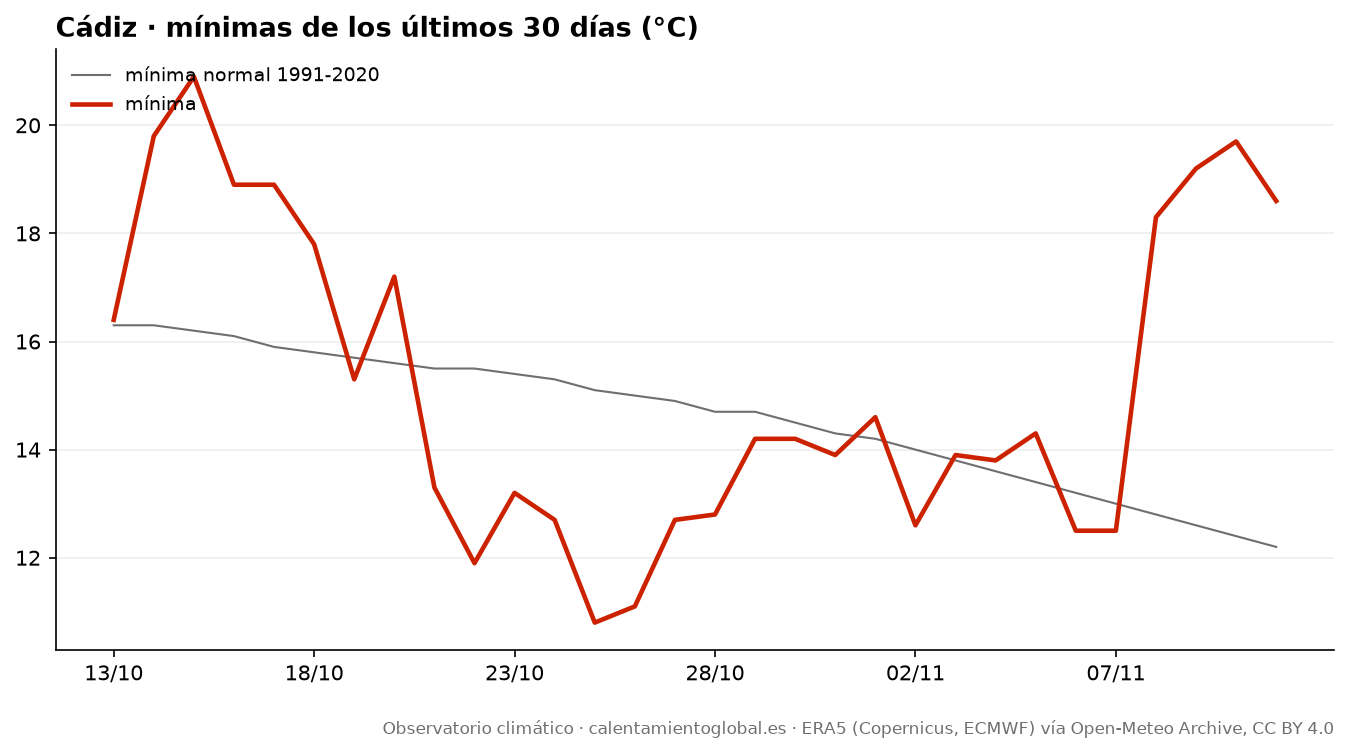 Cádiz · mínimas de los últimos 30 días (°C)
mínima normal 1991-2020
mínima
20
18
16
14
12
13/10 18/10 23/10 28/10 02/11 07/11
Observatorio climático · calentamientoglobal.es · ERA5 (Copernicus, ECMWF) vía Open-Meteo Archive, CC BY 4.0